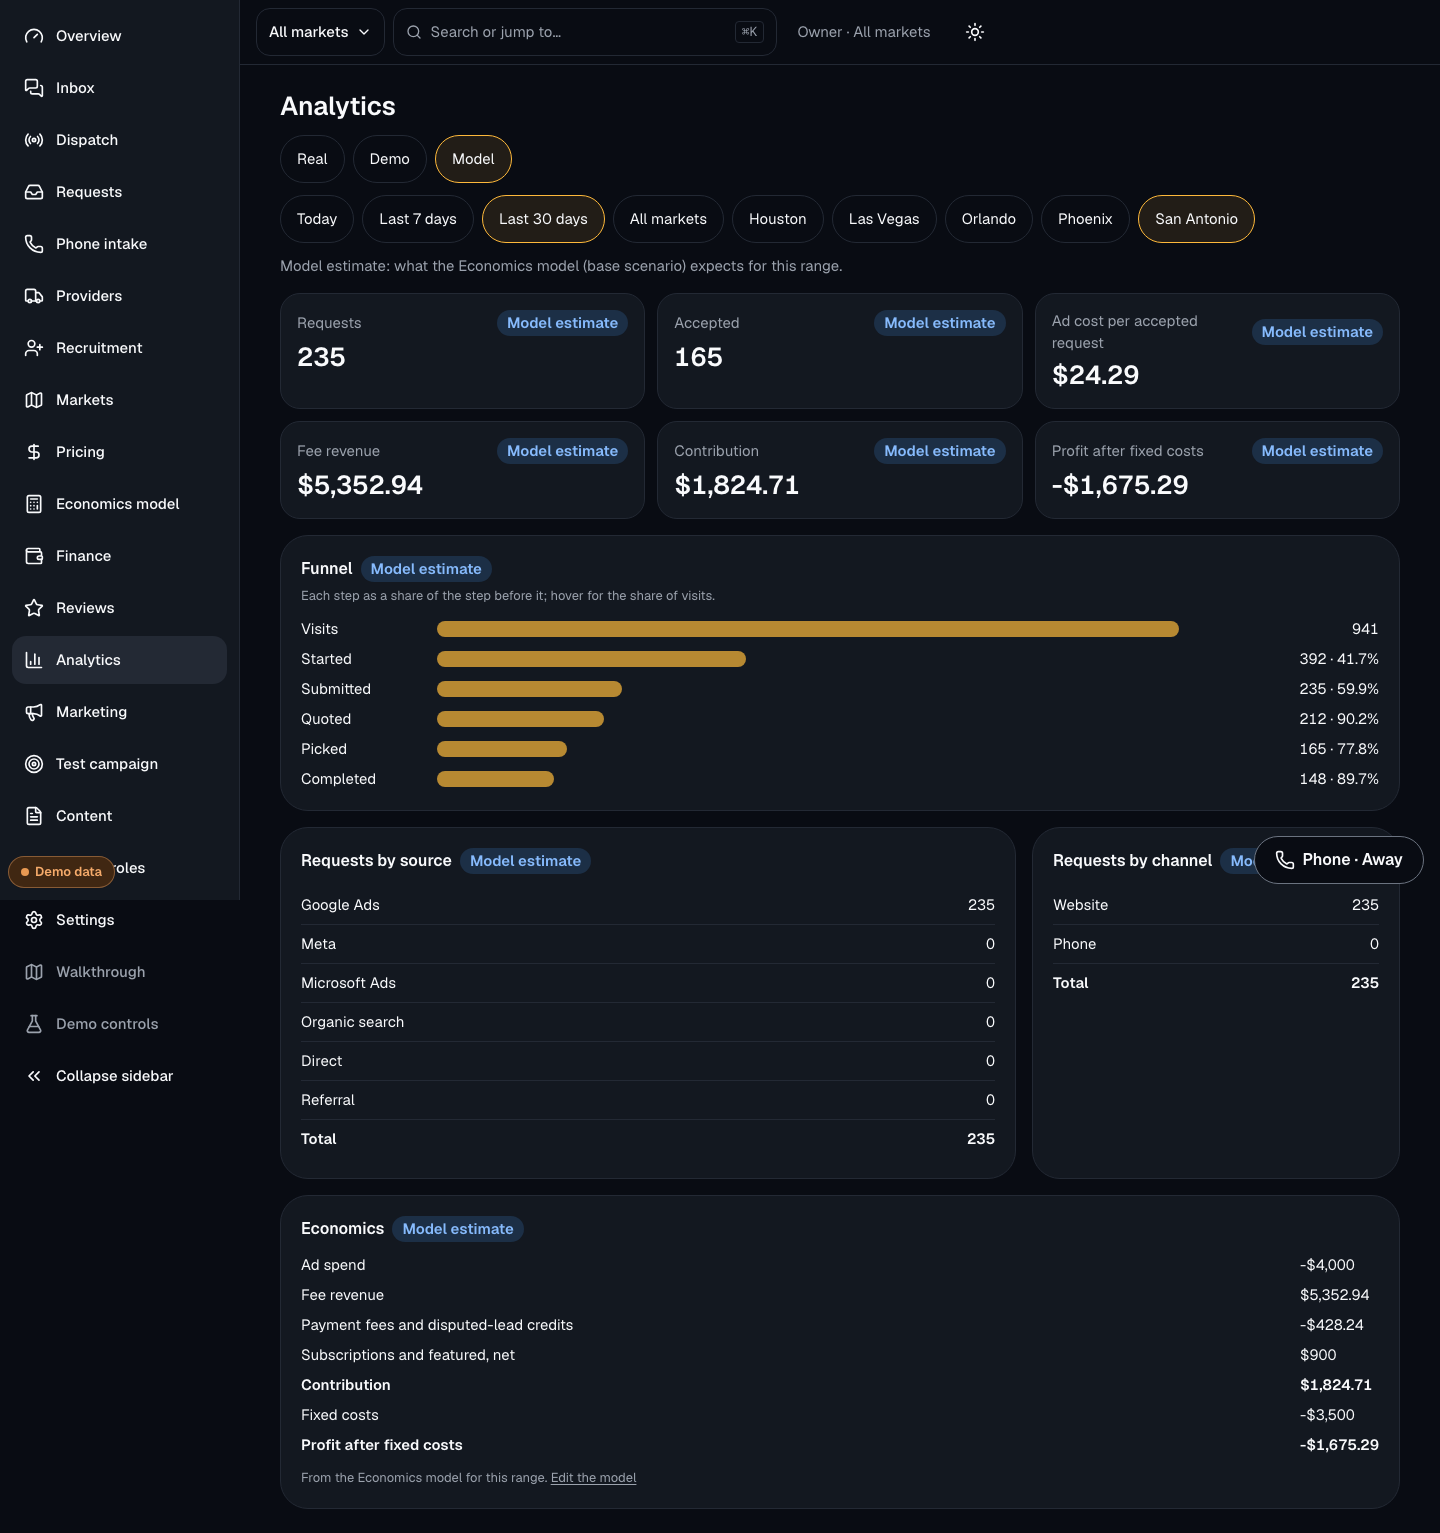 Overview
Inbox
Dispatch
Requests
Phone intake
Providers
Recruitment
Markets
Pricing
Economics model
Finance
Reviews
Analytics
Marketing
Test campaign
Content
Demo data
oles
Settings
Walkthrough
Demo controls
Collapse sidebar
All markets
Search or jump to...
⌘K
Owner · All markets
Analytics
Real
Demo
Model
Today
Last 7 days
Last 30 days
All markets
Houston
Las Vegas
Orlando
Phoenix
San Antonio
Model estimate: what the Economics model (base scenario) expects for this range.
Requests
Model estimate
235
Accepted
Model estimate
165
Ad cost per accepted
request
Model estimate
$24.29
Fee revenue
Model estimate
$5,352.94
Contribution
Model estimate
$1,824.71
Profit after fixed costs
Model estimate
-$1,675.29
Funnel
Model estimate
Each step as a share of the step before it; hover for the share of visits.
Visits 941
Started 392 · 41.7%
Submitted 235 · 59.9%
Quoted 212 · 90.2%
Picked 165 · 77.8%
Completed 148 · 89.7%
Requests by source
Model estimate
Google Ads 235
Meta 0
Microsoft Ads 0
Organic search 0
Direct 0
Referral 0
Total 235
Requests by channel
Mo
Phone · Away
Website 235
Phone 0
Total 235
Economics
Model estimate
Ad spend -$4,000
Fee revenue $5,352.94
Payment fees and disputed-lead credits -$428.24
Subscriptions and featured, net $900
Contribution $1,824.71
Fixed costs -$3,500
Profit after fixed costs -$1,675.29
From the Economics model for this range. Edit the model